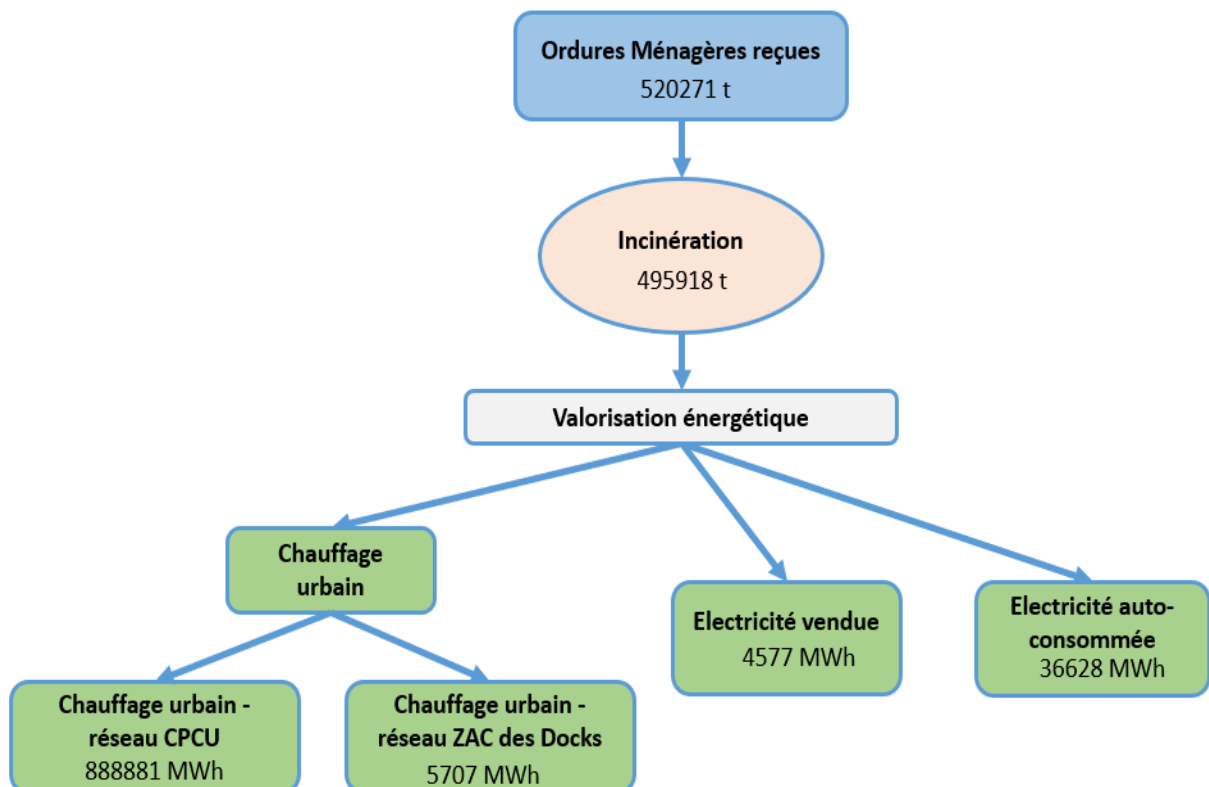 Ordures Ménagères reçues
520271 t
Incinération
495918 t
Valorisation énergétique
Chauffage
urbain
Electricité vendue
4577 MWh
Electricité auto-
consommée
36628 MWh
Chauffage urbain -
réseau CPCU
888881 MWh
Chauffage urbain -
réseau ZAC des Docks
5707 MWh